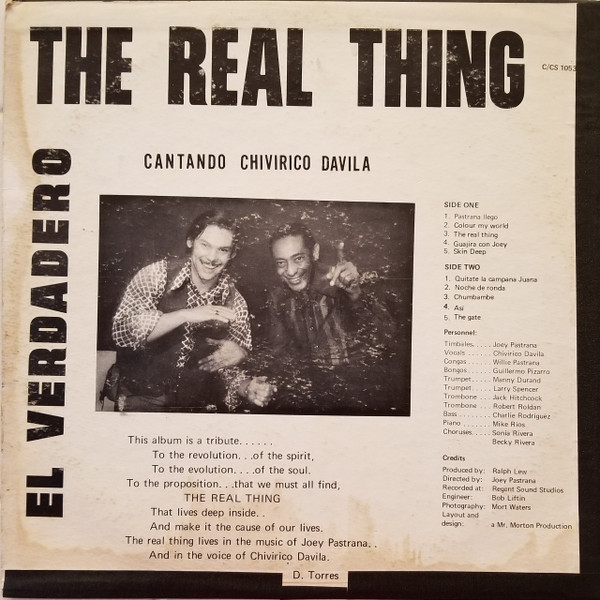 THE REAL THING
C/CS 1053
CANTANDO CHIVIRICO DAVILA
EL VERDADERO
SIDE ONE
1. Pastrana llego
2. Colour my world
3. The real thing
4. Guajira con Joey
5. Skin Deep
SIDE TWO
1. Quitate la campana Juana
2. Noche de ronda
3. Chumbambe
4. Asi
5. The gate
Personnel:
Timbales.....Joey Pastrana
Vocals.....Chivirico Davila
Congas......Willie Pastrana
Bongos......Guillermo Pizarro
Trumpet.....Manny Durand
Trumpet.....Larry Spencer
Trombone...Jack Hitchcock
Trombone...Robert Roldan
Bass........Charlie Rodriguez
Piano.......Mike Rios
Choruses.....Sonia Rivera
Becky Rivera
Credits
Produced by: Ralph Lew
Directed by: Joey Pastrana
Recorded at: Regent Sound Studios
Engineer: Bob Liftin
Photography: Mort Waters
Layout and
design: a Mr. Morton Production
This album is a tribute......
To the revolution...of the spirit,
To the evolution....of the soul.
To the proposition...that we must all find,
THE REAL THING
That lives deep inside..
And make it the cause of our lives.
The real thing lives in the music of Joey Pastrana..
And in the voice of Chivirico Davila.
D. Torres